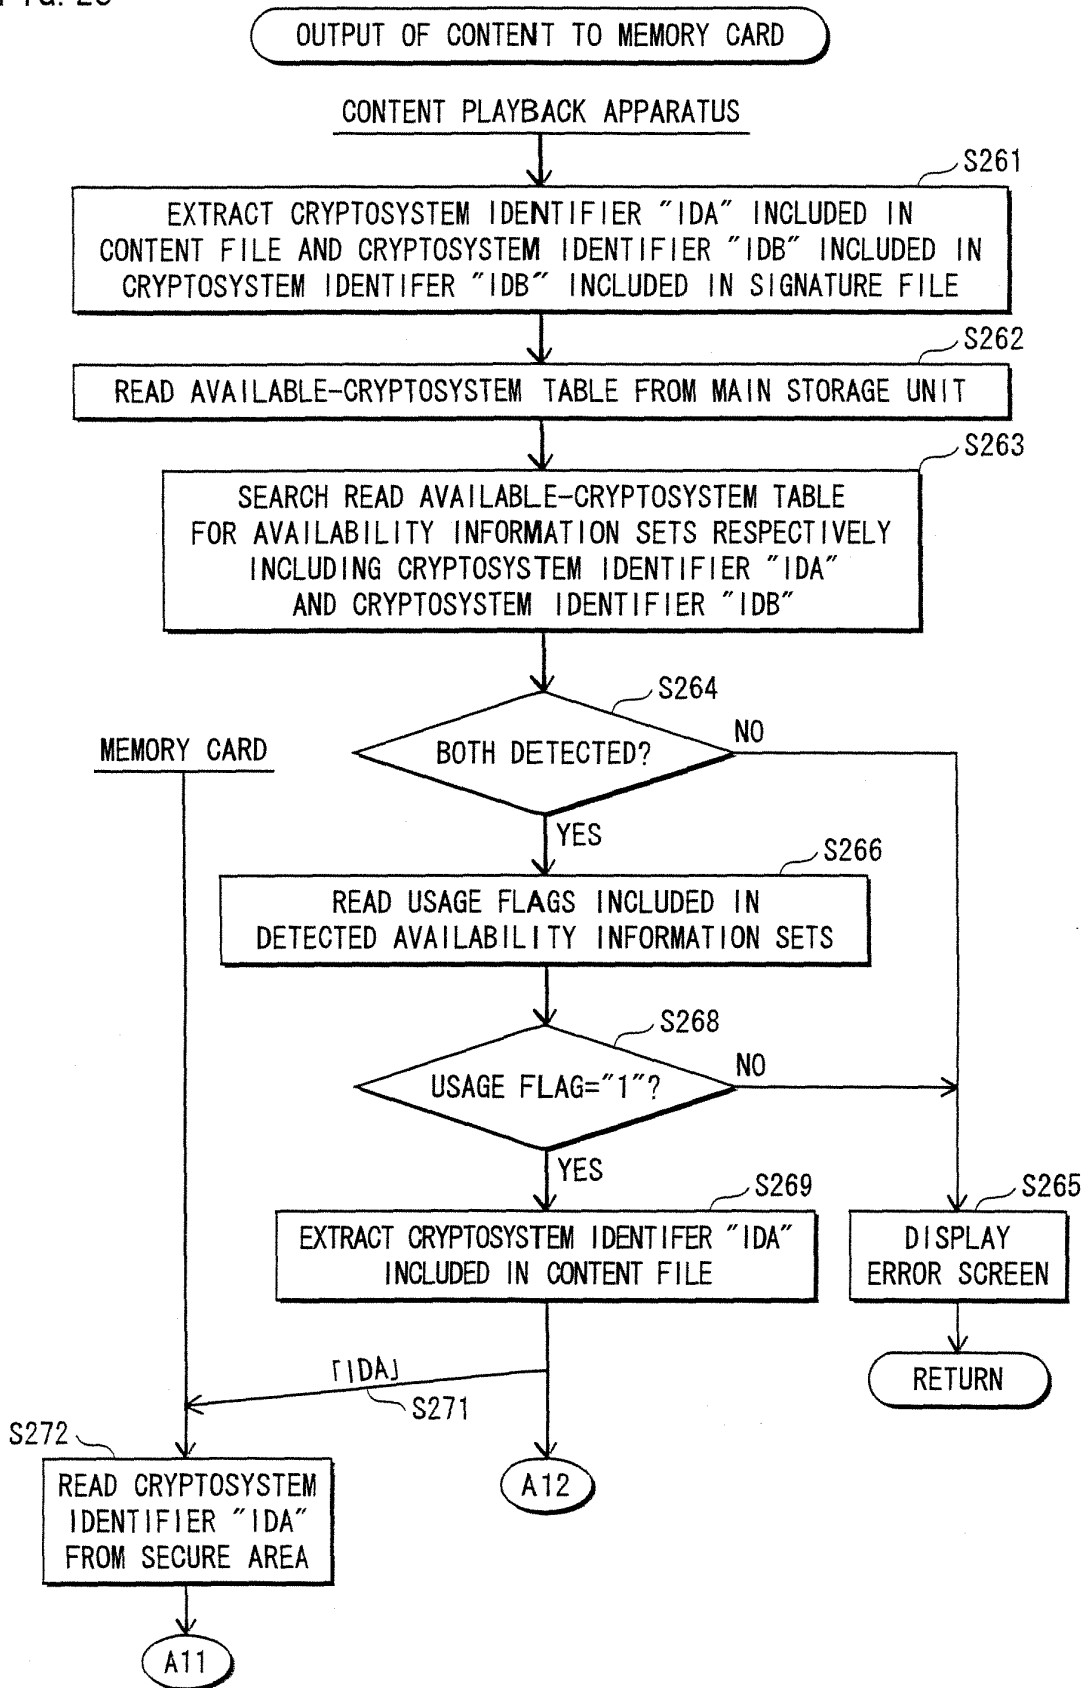 OUTPUT OF CONTENT TO MEMORY CARD
CONTENT PLAYBACK APPARATUS
S261
EXTRACT CRYPTOSYSTEM IDENTIFIER "IDA" INCLUDED IN
CONTENT FILE AND CRYPTOSYSTEM IDENTIFIER "IDB" INCLUDED IN
CRYPTOSYSTEM IDENTIFER "IDB" INCLUDED IN SIGNATURE FILE
S262
READ AVAILABLE-CRYPTOSYSTEM TABLE FROM MAIN STORAGE UNIT
S263
SEARCH READ AVAILABLE-CRYPTOSYSTEM TABLE
FOR AVAILABILITY INFORMATION SETS RESPECTIVELY
INCLUDING CRYPTOSYSTEM IDENTIFIER "IDA"
AND CRYPTOSYSTEM IDENTIFIER "IDB"
S264
BOTH DETECTED?
NO
MEMORY CARD
YES
S266
READ USAGE FLAGS INCLUDED IN
DETECTED AVAILABILITY INFORMATION SETS
S268
USAGE FLAG="1"?
NO
YES
S269
EXTRACT CRYPTOSYSTEM IDENTIFER "IDA"
INCLUDED IN CONTENT FILE
S265
DISPLAY
ERROR SCREEN
RETURN
「IDA」
S271
S272
READ CRYPTOSYSTEM
IDENTIFIER "IDA"
FROM SECURE AREA
A12
A11